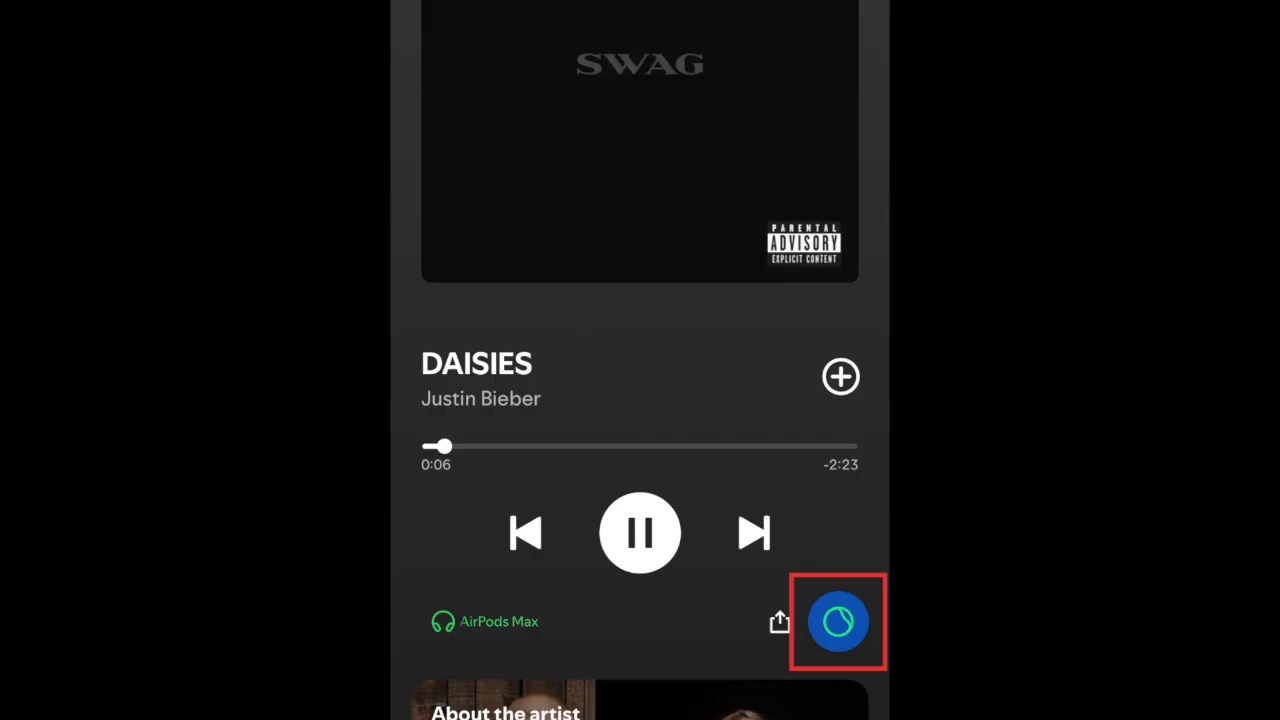 SWAG
PARENTAL
ADVISORY
EXPLICIT CONTENT
DAISIES
Justin Bieber
0:06
-2:23
AirPods Max
About the artist